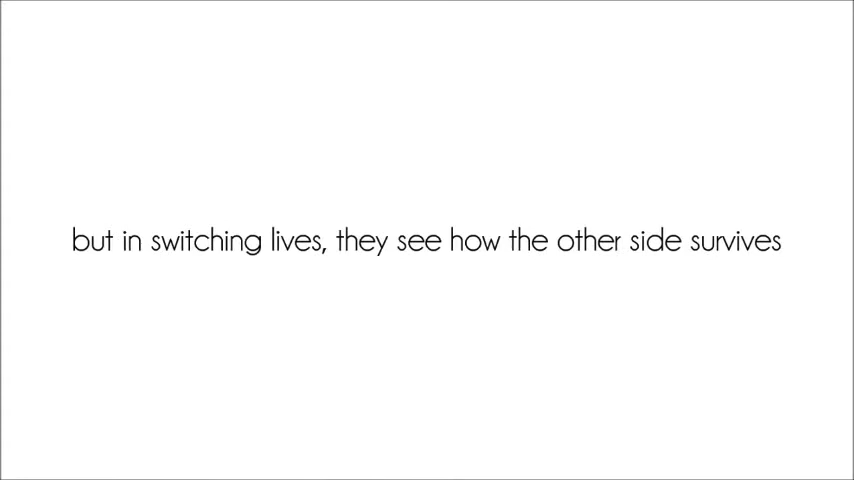 but in switching lives, they see how the other side survives